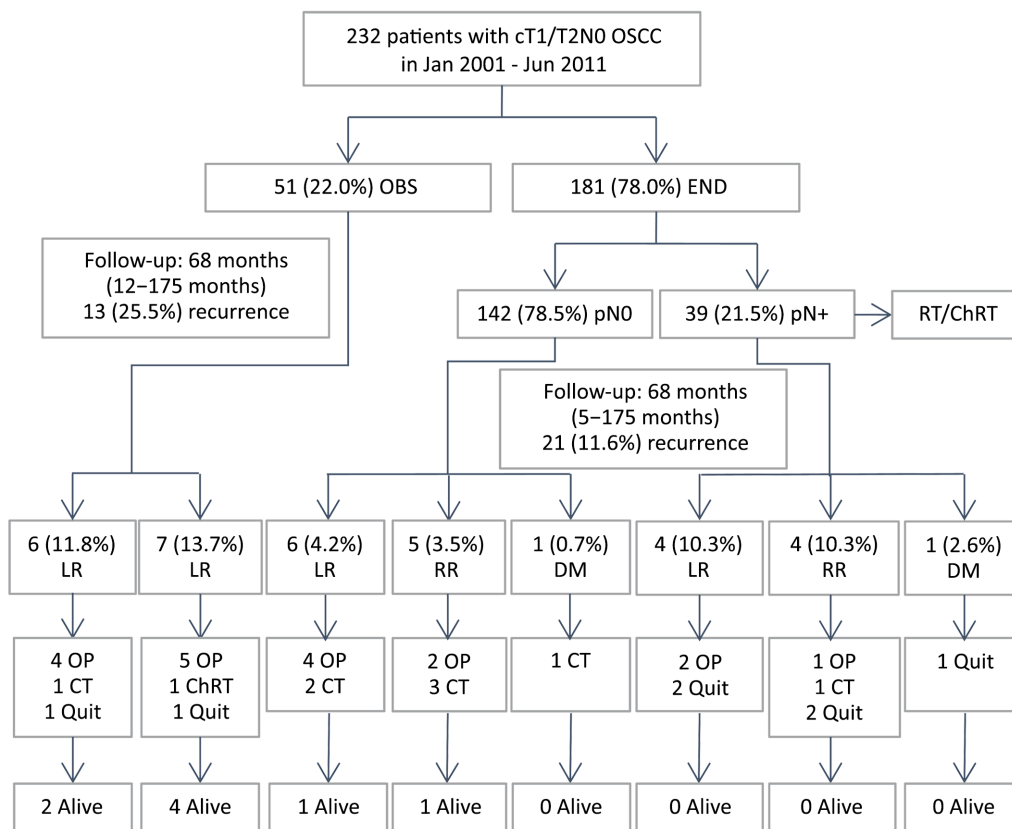 232 patients with cT1/T2N0 OSCC
in Jan 2001 - Jun 2011
51 (22.0%) OBS
181 (78.0%) END
Follow-up: 68 months
(12–175 months)
13 (25.5%) recurrence
142 (78.5%) pN0
39 (21.5%) pN+
RT/ChRT
Follow-up: 68 months
(5–175 months)
21 (11.6%) recurrence
6 (11.8%)
LR
7 (13.7%)
LR
6 (4.2%)
LR
5 (3.5%)
RR
1 (0.7%)
DM
4 (10.3%)
LR
4 (10.3%)
RR
1 (2.6%)
DM
4 OP
1 CT
1 Quit
5 OP
1 ChRT
1 Quit
4 OP
2 CT
2 OP
3 CT
1 CT
2 OP
2 Quit
1 OP
1 CT
2 Quit
1 Quit
2 Alive
4 Alive
1 Alive
1 Alive
0 Alive
0 Alive
0 Alive
0 Alive